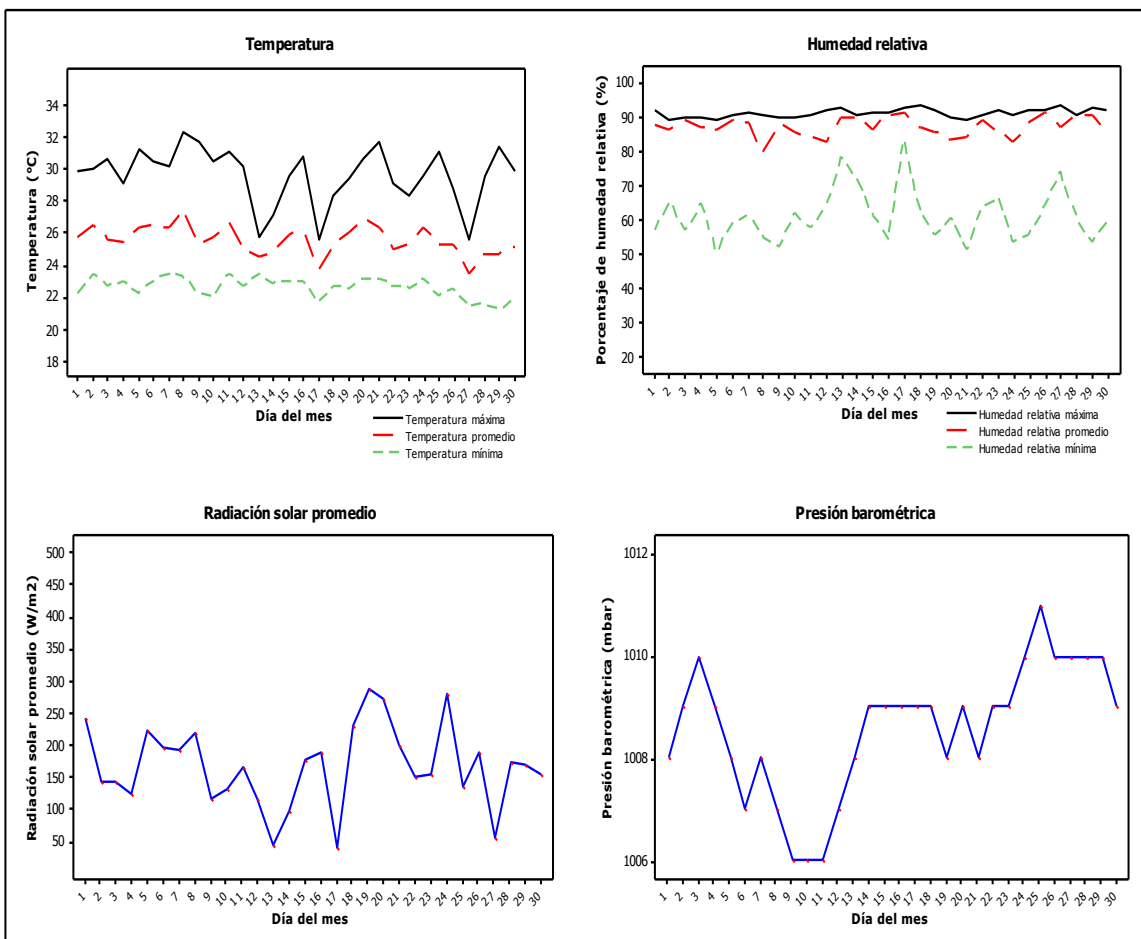 Temperatura
Temperatura (°C)
34
32
30
28
26
24
22
20
18
1 2 3 4 5 6 7 8 9 10 11 12 13 14 15 16 17 18 19 20 21 22 23 24 25 26 27 28 29 30
Día del mes
Temperatura máxima
Temperatura promedio
Temperatura mínima
Humedad relativa
Porcentaje de humedad relativa (%)
100
90
80
70
60
50
40
30
20
1 2 3 4 5 6 7 8 9 10 11 12 13 14 15 16 17 18 19 20 21 22 23 24 25 26 27 28 29 30
Día del mes
Humedad relativa máxima
Humedad relativa promedio
Humedad relativa mínima
Radiación solar promedio
Radiación solar promedio (W/m2)
500
450
400
350
300
250
200
150
100
50
1 2 3 4 5 6 7 8 9 10 11 12 13 14 15 16 17 18 19 20 21 22 23 24 25 26 27 28 29 30
Día del mes
Presión barométrica
Presión barométrica (mbar)
1012
1010
1008
1006
1 2 3 4 5 6 7 8 9 10 11 12 13 14 15 16 17 18 19 20 21 22 23 24 25 26 27 28 29 30
Día del mes